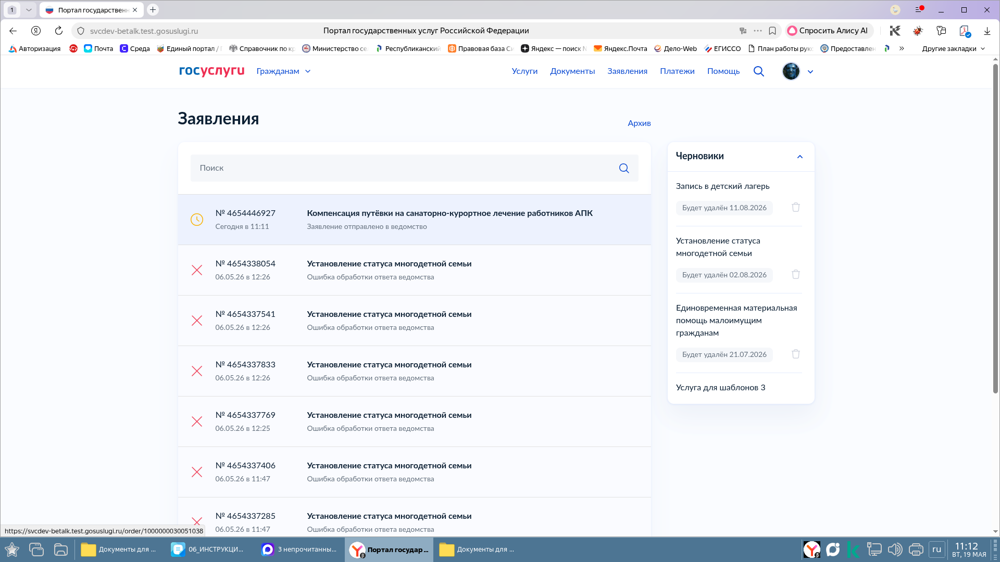 1
Портал государственн
svcdev-betalk.test.gosuslugi.ru
Портал государственных услуг Российской Федерации
Спросить Алису AI
Авторизация
Почта
Среда
Единый портал /
Справочник по к
Министерство се
Республиканский
Правовая база Си
Яндекс — поиск
Яндекс.Почта
Дело-Web
ЕГИССО
План работы рук
Предоставлен
»
Другие закладки
госуслуги
Гражданам
Услуги
Документы
Заявления
Платежи
Помощь
Заявления
Архив
Поиск
№ 4654446927
Компенсация путёвки на санаторно-курортное лечение работников АПК
Сегодня в 11:11
Заявление отправлено в ведомство
№ 4654338054
Установление статуса многодетной семьи
06.05.26 в 12:26
Ошибка обработки ответа ведомства
№ 4654337541
Установление статуса многодетной семьи
06.05.26 в 12:26
Ошибка обработки ответа ведомства
№ 4654337833
Установление статуса многодетной семьи
06.05.26 в 12:26
Ошибка обработки ответа ведомства
№ 4654337769
Установление статуса многодетной семьи
06.05.26 в 12:25
Ошибка обработки ответа ведомства
№ 4654337406
Установление статуса многодетной семьи
06.05.26 в 11:47
Ошибка обработки ответа ведомства
№ 4654337285
Установление статуса многодетной семьи
06.05.26 в 11:47
Ошибка обработки ответа ведомства
Черновики
Запись в детский лагерь
Будет удалён 11.08.2026
Установление статуса
многодетной семьи
Будет удалён 02.08.2026
Единовременная материальная
помощь малоимущим
гражданам
Будет удалён 21.07.2026
Услуга для шаблонов 3
https://svcdev-betalk.test.gosuslugi.ru/order/1000000030051038
Документы для ...
06_ИНСТРУКЦИ...
3 непрочитанны...
Портал государ...
Документы для ...
ru
11:12
ВТ, 19 МАЯ